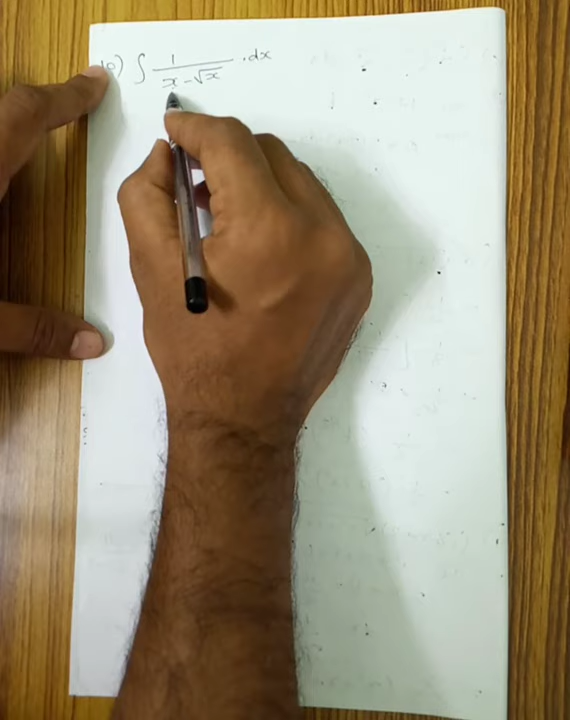 ∫ 1/(x-√x) .dx